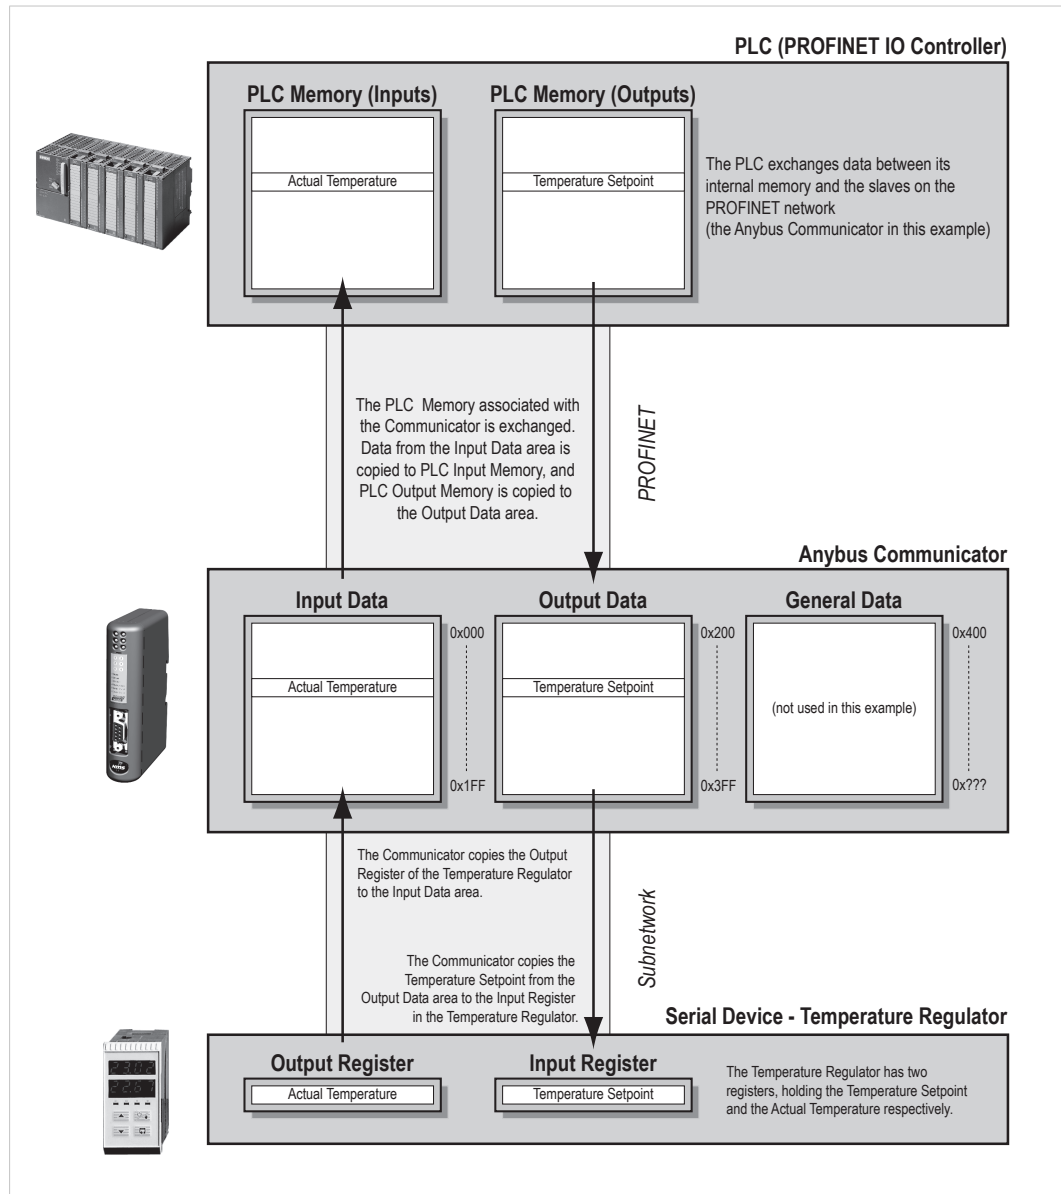 PLC (PROFINET IO Controller)
PLC Memory (Inputs)
PLC Memory (Outputs)
Actual Temperature
Temperature Setpoint
The PLC exchanges data between its
internal memory and the slaves on the
PROFINET network
(the Anybus Communicator in this example)
The PLC Memory associated with
the Communicator is exchanged.
Data from the Input Data area is
copied to PLC Input Memory, and
PLC Output Memory is copied to
the Output Data area.
PROFINET
Anybus Communicator
Input Data
Output Data
General Data
0x000
0x200
0x400
Actual Temperature
Temperature Setpoint
(not used in this example)
0x1FF
0x3FF
0x???
The Communicator copies the Output
Register of the Temperature Regulator
to the Input Data area.
Subnetwork
The Communicator copies the
Temperature Setpoint from the
Output Data area to the Input Register
in the Temperature Regulator.
Serial Device - Temperature Regulator
Output Register
Input Register
Actual Temperature
Temperature Setpoint
The Temperature Regulator has two
registers, holding the Temperature Setpoint
and the Actual Temperature respectively.